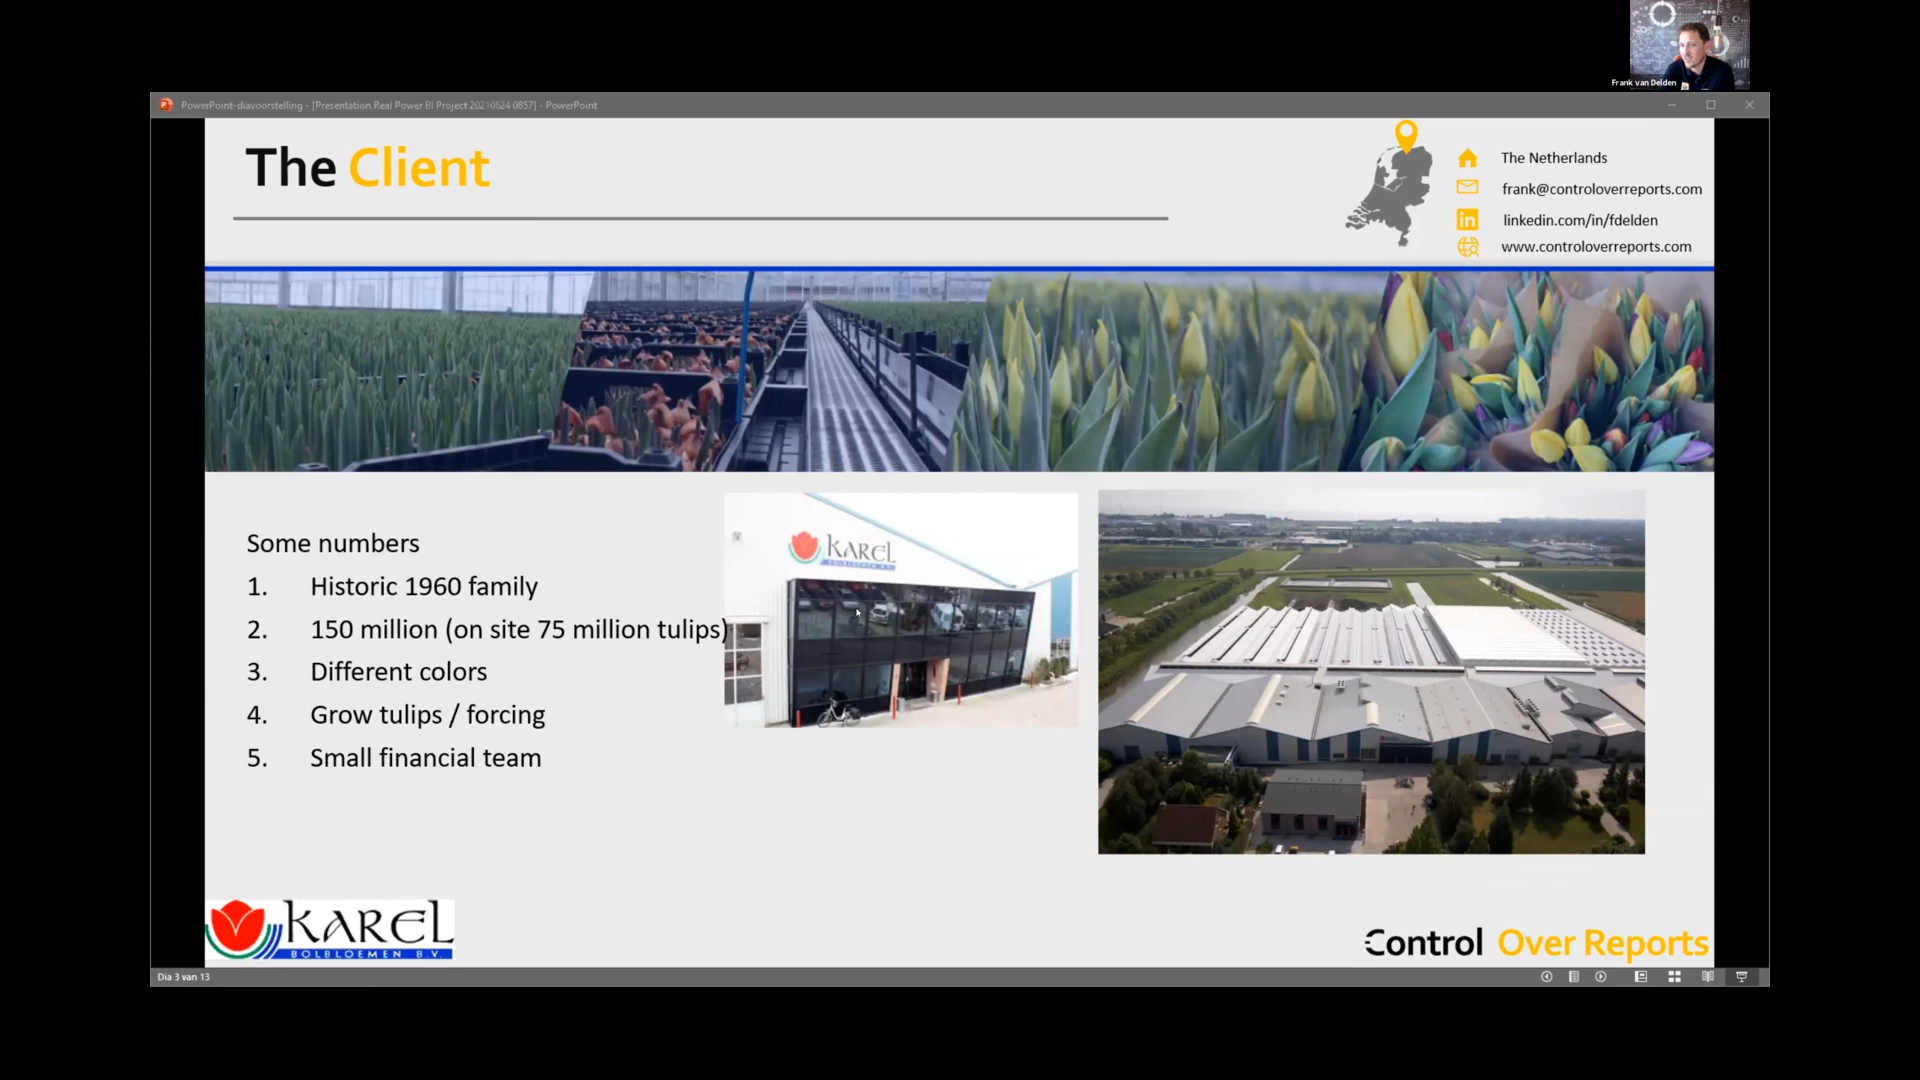 Frank van Delden
PowerPoint-diavoorstelling - [Presentation Real Power BI Project 20210624 0857] - PowerPoint
The Client
The Netherlands
frank@controloverreports.com
linkedin.com/in/fdelden
www.controloverreports.com
Some numbers
1. Historic 1960 family
2. 150 million (on site 75 million tulips)
3. Different colors
4. Grow tulips / forcing
5. Small financial team
KAREL
BOLBLOEMEN B.V.
KAREL
BOLBLOEMEN B.V.
Control Over Reports
Dia 3 van 13